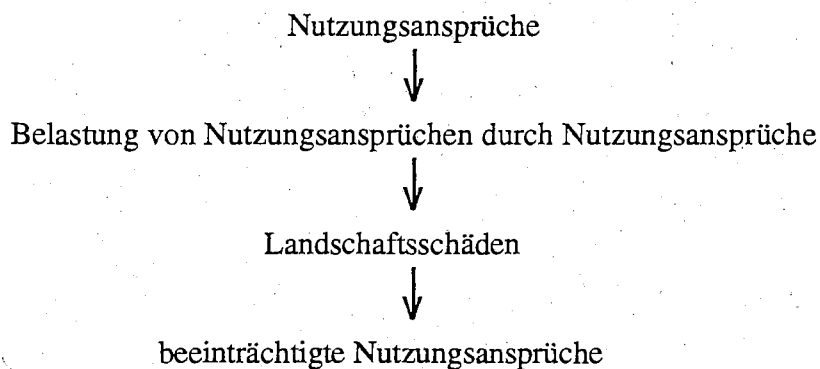 Nutzungsansprüche
Belastung von Nutzungsansprüchen durch Nutzungsansprüche
Landschaftsschäden
beeinträchtigte Nutzungsansprüche